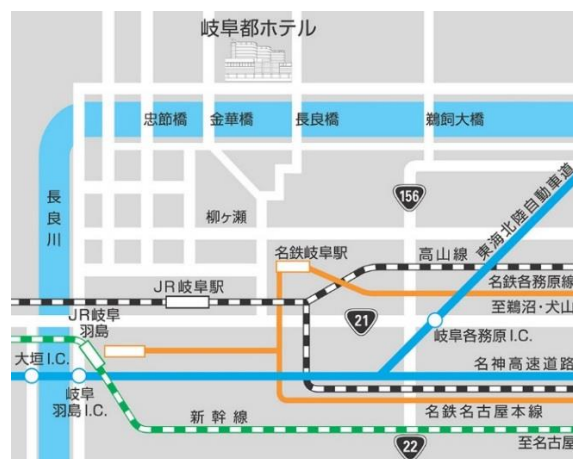 岐阜都ホテル
忠節橋
金華橋
長良橋
鵜飼大橋
長良川
柳ヶ瀬
156
東海北陸自動車道
名鉄岐阜駅
高山線
JR岐阜駅
名鉄各務原線
至鵜沼・犬山
JR岐阜
羽島
21
岐阜各務原I.C.
大垣I.C.
名神高速道路
岐阜
羽島I.C.
新幹線
名鉄名古屋本線
22
至名古屋